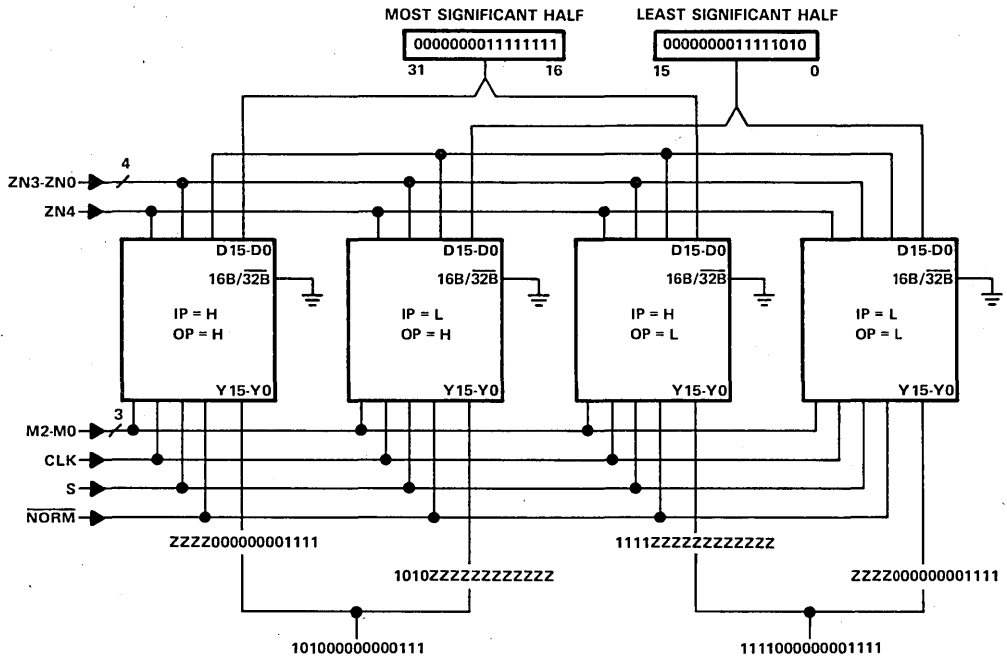 MOST SIGNIFICANT HALF
LEAST SIGNIFICANT HALF
0000000011111111
0000000011111010
31 16
15 0
4
ZN3-ZN0
ZN4
D15-D0
D15-D0
D15-D0
D15-D0
16B/32B
16B/32B
16B/32B
16B/32B
IP = H
OP = H
IP = L
OP = H
IP = H
OP = L
IP = L
OP = L
Y15-Y0
Y15-Y0
Y15-Y0
Y15-Y0
3
M2-M0
CLK
S
NORM
ZZZZ000000001111
1111ZZZZZZZZZZZZ
1010ZZZZZZZZZZZZ
ZZZZ000000001111
101000000000111
1111000000001111